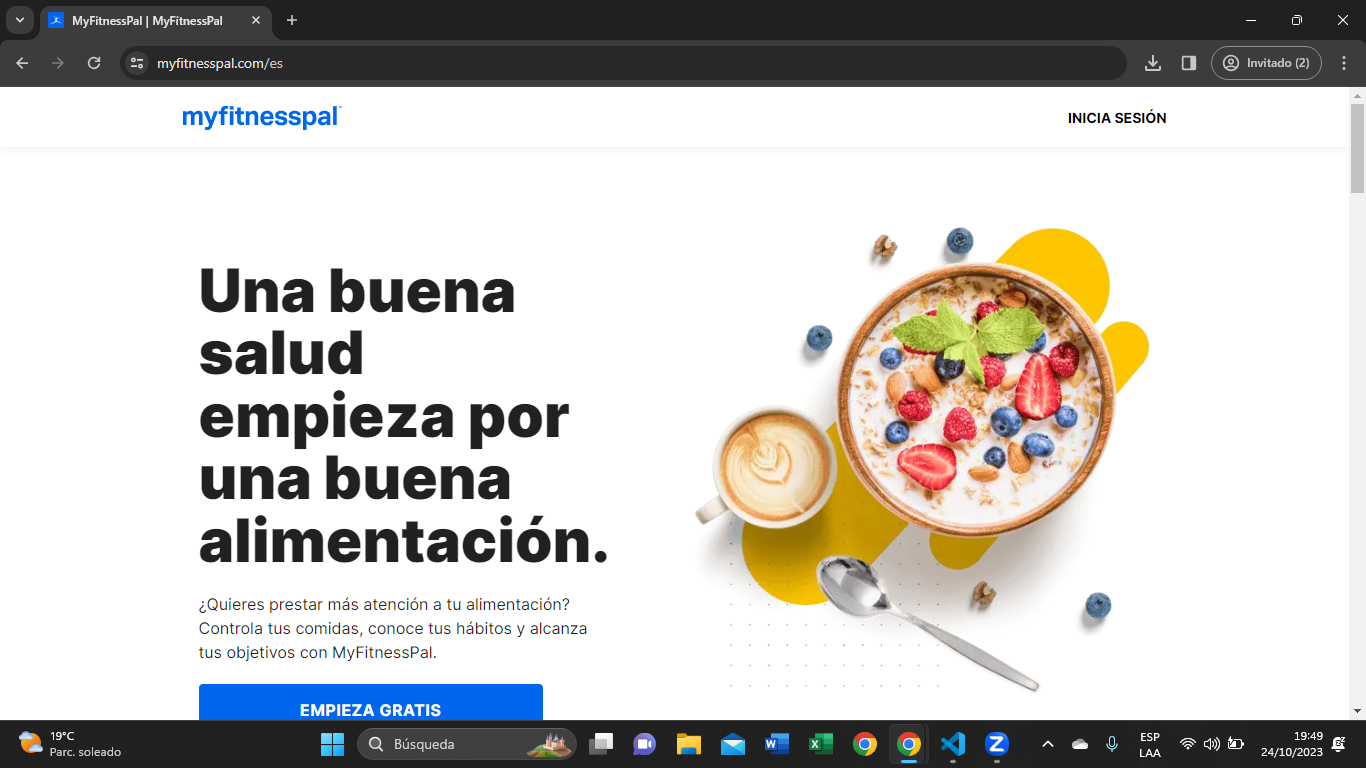 MyFitnessPal | MyFitnessPal
myfitnesspal.com/es
Invitado (2)
myfitnesspal
INICIA SESIÓN
Una buena
salud
empieza por
una buena
alimentación.
¿Quieres prestar más atención a tu alimentación?
Controla tus comidas, conoce tus hábitos y alcanza
tus objetivos con MyFitnessPal.
EMPIEZA GRATIS
19°C
Parc. soleado
Búsqueda
ESP
LAA
19:49
24/10/2023